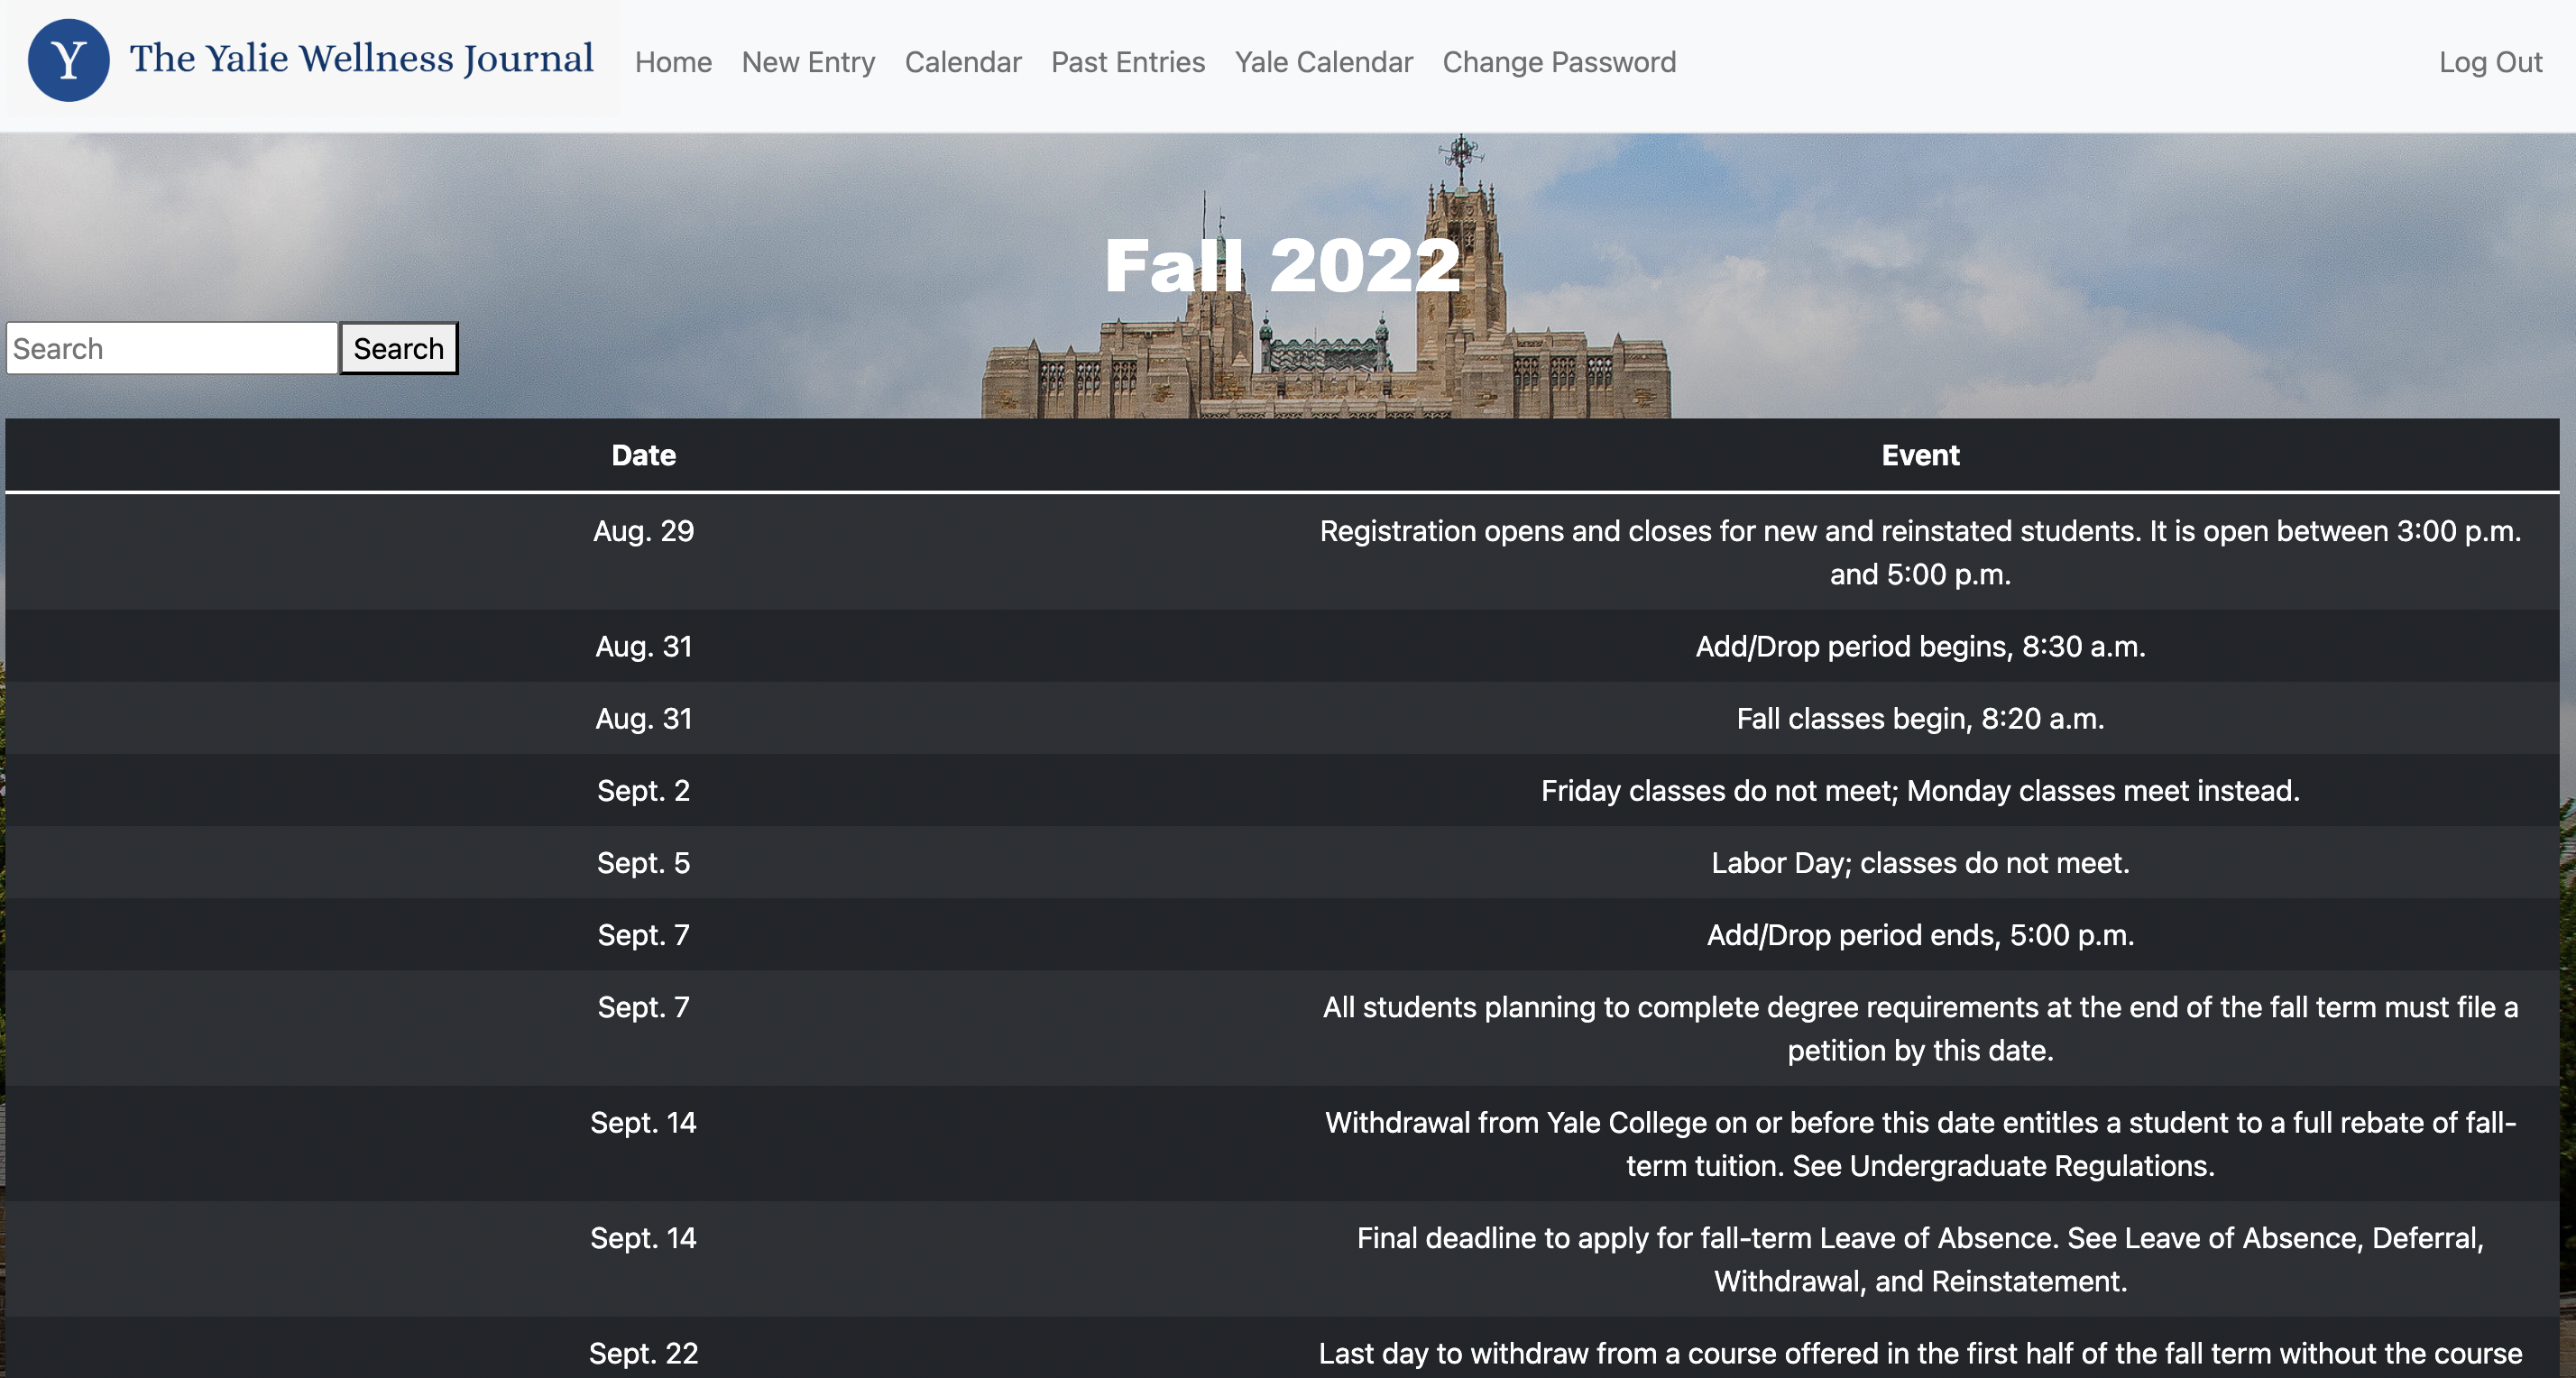 Y The Yalie Wellness Journal Home New Entry Calendar Past Entries Yale Calendar Change Password Log Out
Fall 2022
Search Search
Date Event
Aug. 29 Registration opens and closes for new and reinstated students. It is open between 3:00 p.m.
and 5:00 p.m.
Aug. 31 Add/Drop period begins, 8:30 a.m.
Aug. 31 Fall classes begin, 8:20 a.m.
Sept. 2 Friday classes do not meet; Monday classes meet instead.
Sept. 5 Labor Day; classes do not meet.
Sept. 7 Add/Drop period ends, 5:00 p.m.
Sept. 7 All students planning to complete degree requirements at the end of the fall term must file a
petition by this date.
Sept. 14 Withdrawal from Yale College on or before this date entitles a student to a full rebate of fall-
term tuition. See Undergraduate Regulations.
Sept. 14 Final deadline to apply for fall-term Leave of Absence. See Leave of Absence, Deferral,
Withdrawal, and Reinstatement.
Sept. 22 Last day to withdraw from a course offered in the first half of the fall term without the course